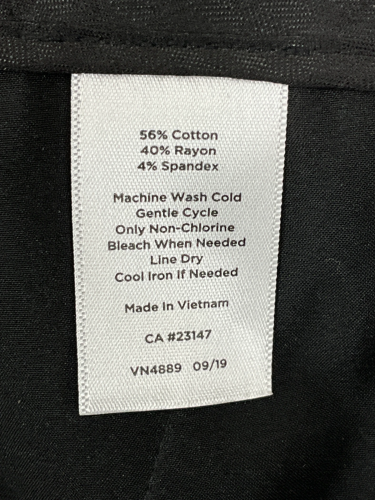 56% Cotton
40% Rayon
4% Spandex
Machine Wash Cold
Gentle Cycle
Only Non-Chlorine
Bleach When Needed
Line Dry
Cool Iron If Needed
Made In Vietnam
CA #23147
VN4889 09/19